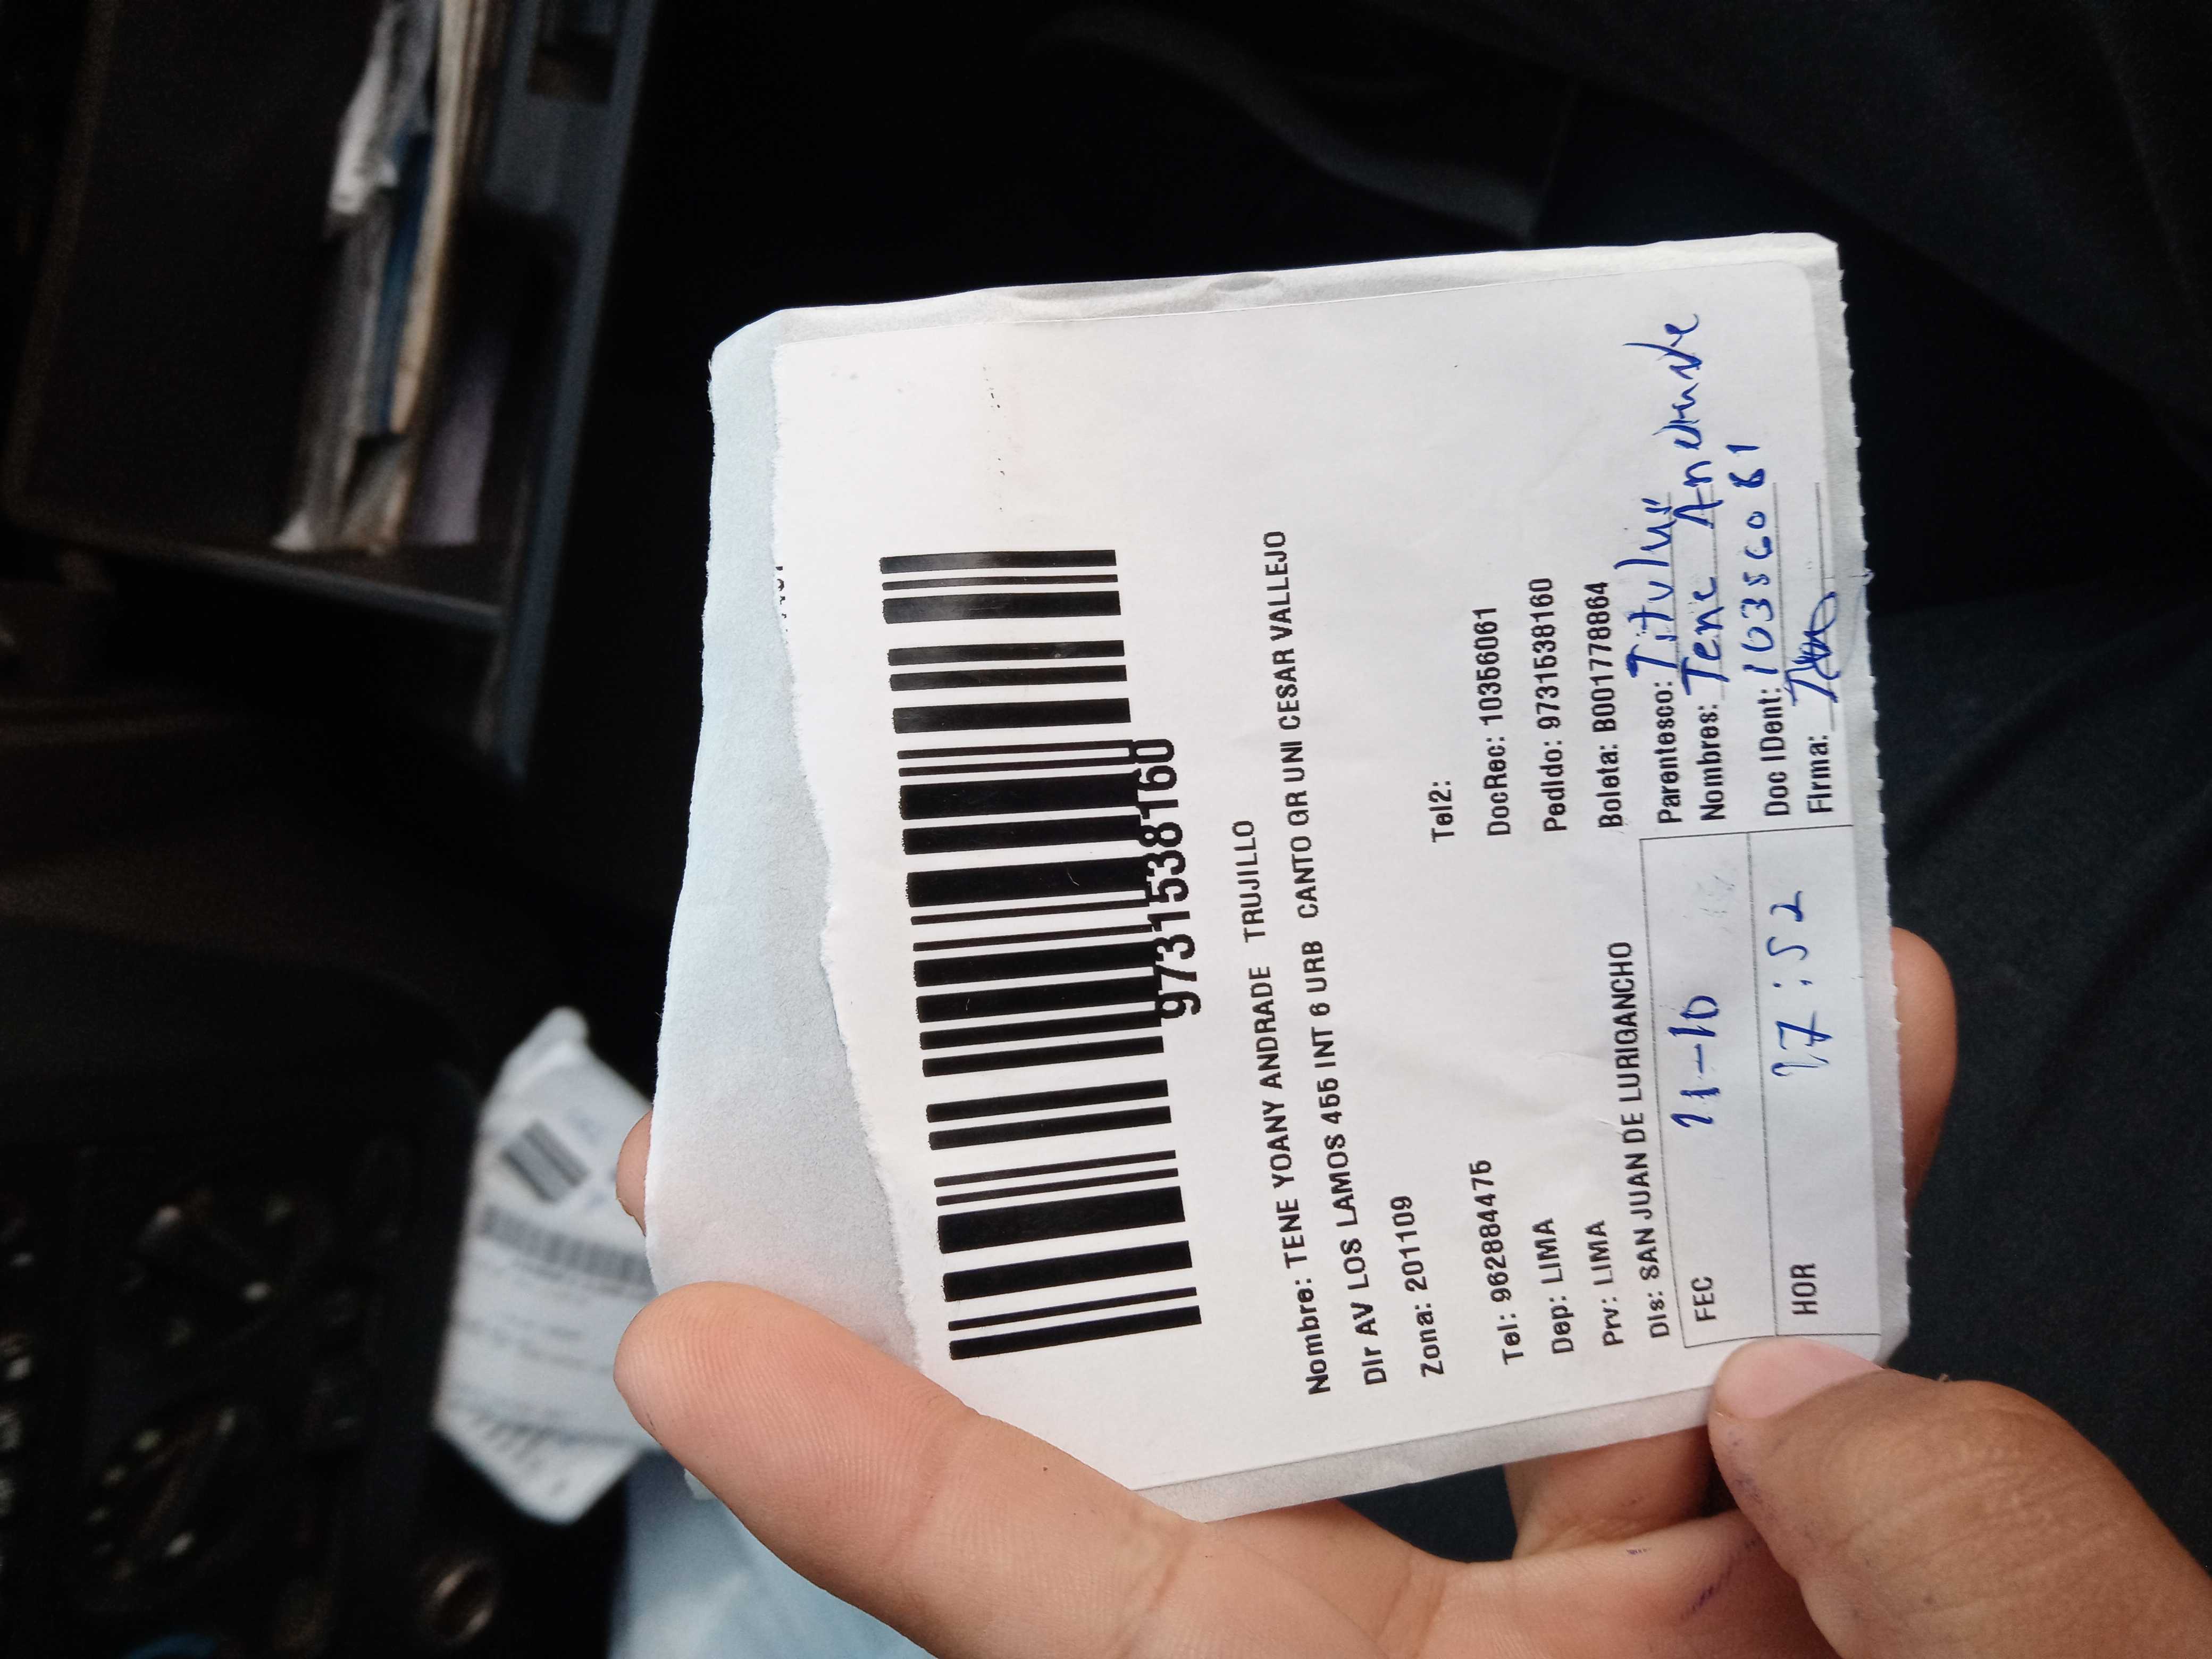 9731538160
Nombre: TENE YOANY ANDRADE TRUJILLO
Dir AV LOS LAMOS 455 INT 6 URB CANTO GR UNI CESAR VALLEJO
Zona: 201109
Tel: 962884475 Tel2:
Dep: LIMA DocRec: 10356061
Prv: LIMA Pedido: 9731538160
Dis: SAN JUAN DE LURIGANCHO Boleta: B001778864
FEC 21-10 Parentesco: Titular
Nombres: Tene Andrade
HOR 17:52 Doc IDent: 10356061
Firma: